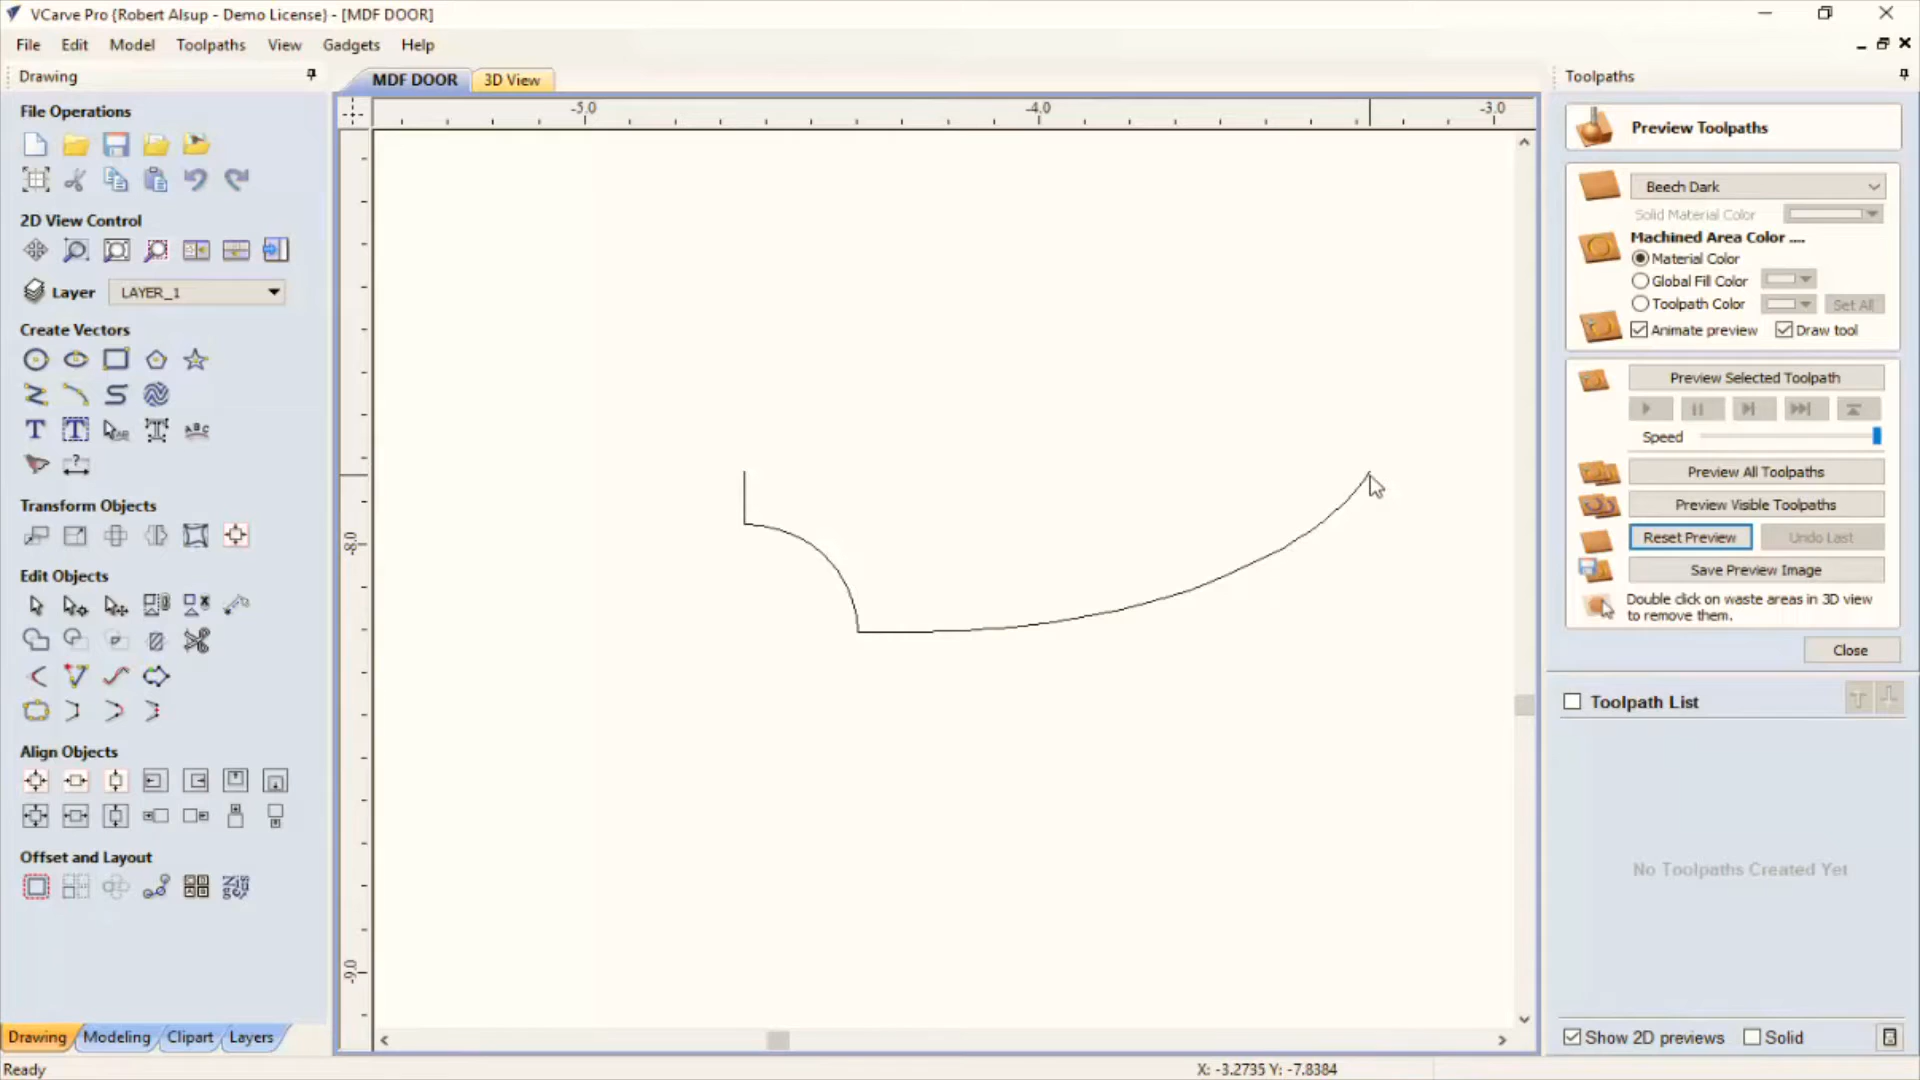 VCarve Pro {Robert Alsup - Demo License} - [MDF DOOR]
File Edit Model Toolpaths View Gadgets Help
Drawing
File Operations
2D View Control
Layer LAYER_1
Create Vectors
Transform Objects
Edit Objects
Align Objects
Offset and Layout
Drawing Modeling Clipart Layers
Ready
MDF DOOR 3D View
-5.0 -4.0 -3.0
-8.0
-9.0
X: -3.2735 Y: -7.8384
Toolpaths
Preview Toolpaths
Beech Dark
Solid Material Color
Machined Area Color ....
Material Color
Global Fill Color
Toolpath Color Set All
Animate preview Draw tool
Preview Selected Toolpath
Speed
Preview All Toolpaths
Preview Visible Toolpaths
Reset Preview Undo Last
Save Preview Image
Double click on waste areas in 3D view
to remove them.
Close
Toolpath List
No Toolpaths Created Yet
Show 2D previews Solid